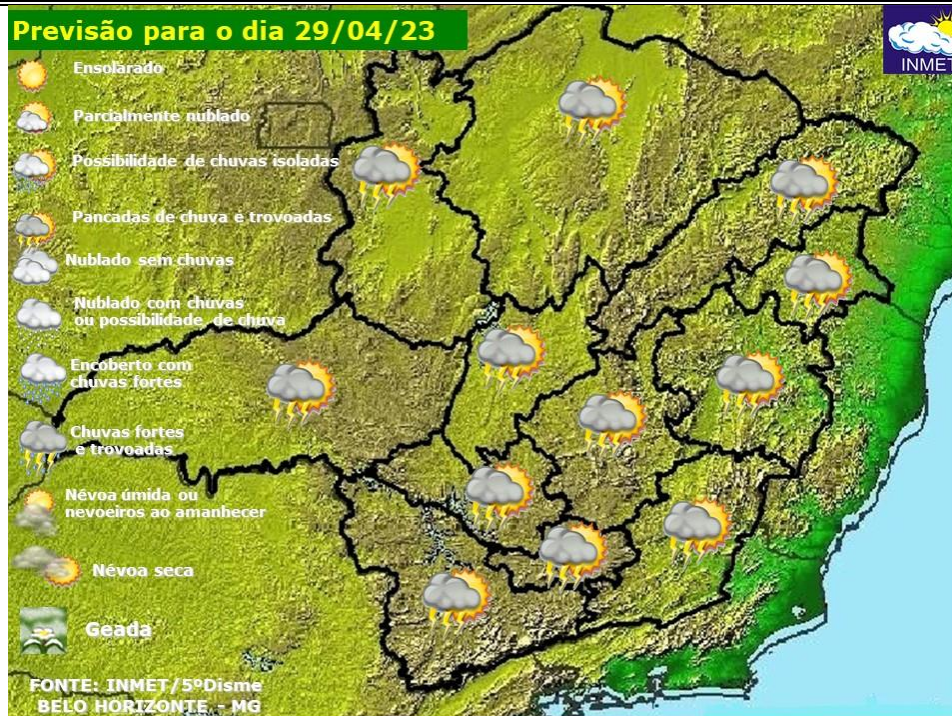 Previsão para o dia 29/04/23
INMET
Ensolarado
Parcialmente nublado
Possibilidade de chuvas isoladas
Pancadas de chuva e trovoadas
Nublado sem chuvas
Nublado com chuvas
ou possibilidade de chuva
Encoberto com
chuvas fortes
Chuvas fortes
e trovoadas
Névoa úmida ou
nevoeiros ao amanhecer
Névoa seca
Geada
FONTE: INMET/5ºDisme
BELO HORIZONTE - MG